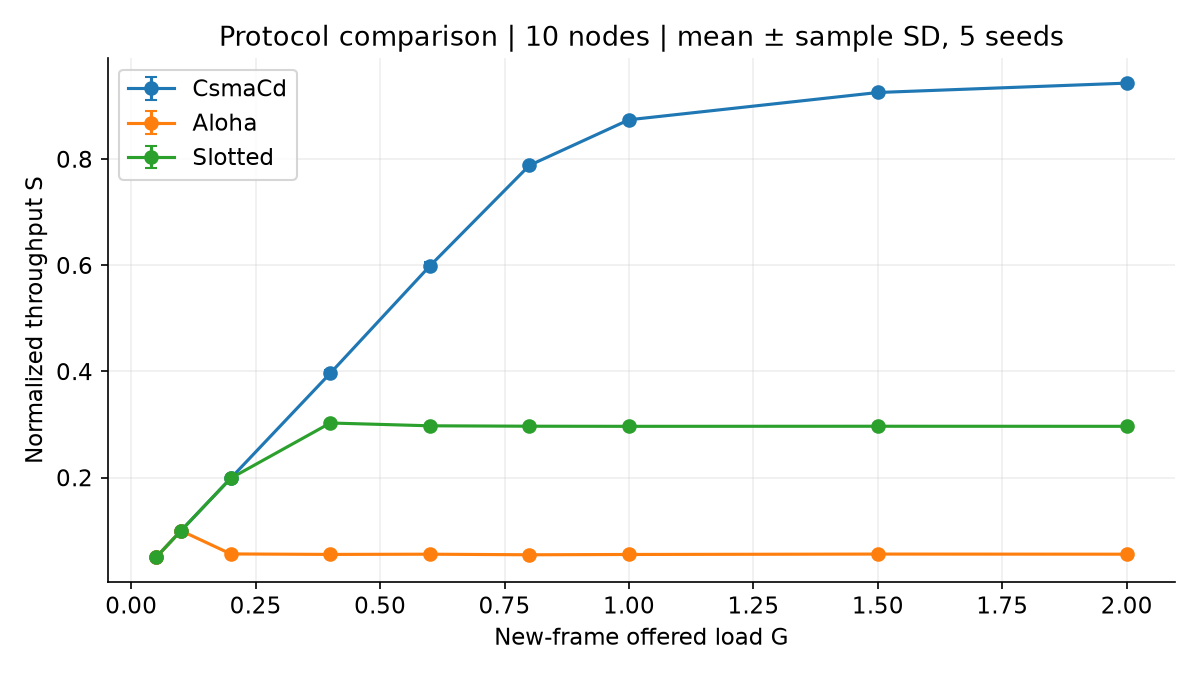 Protocol comparison | 10 nodes | mean ± sample SD, 5 seeds
CsmaCd
Aloha
Slotted
Normalized throughput S
0.8
0.6
0.4
0.2
0.00 0.25 0.50 0.75 1.00 1.25 1.50 1.75 2.00
New-frame offered load G